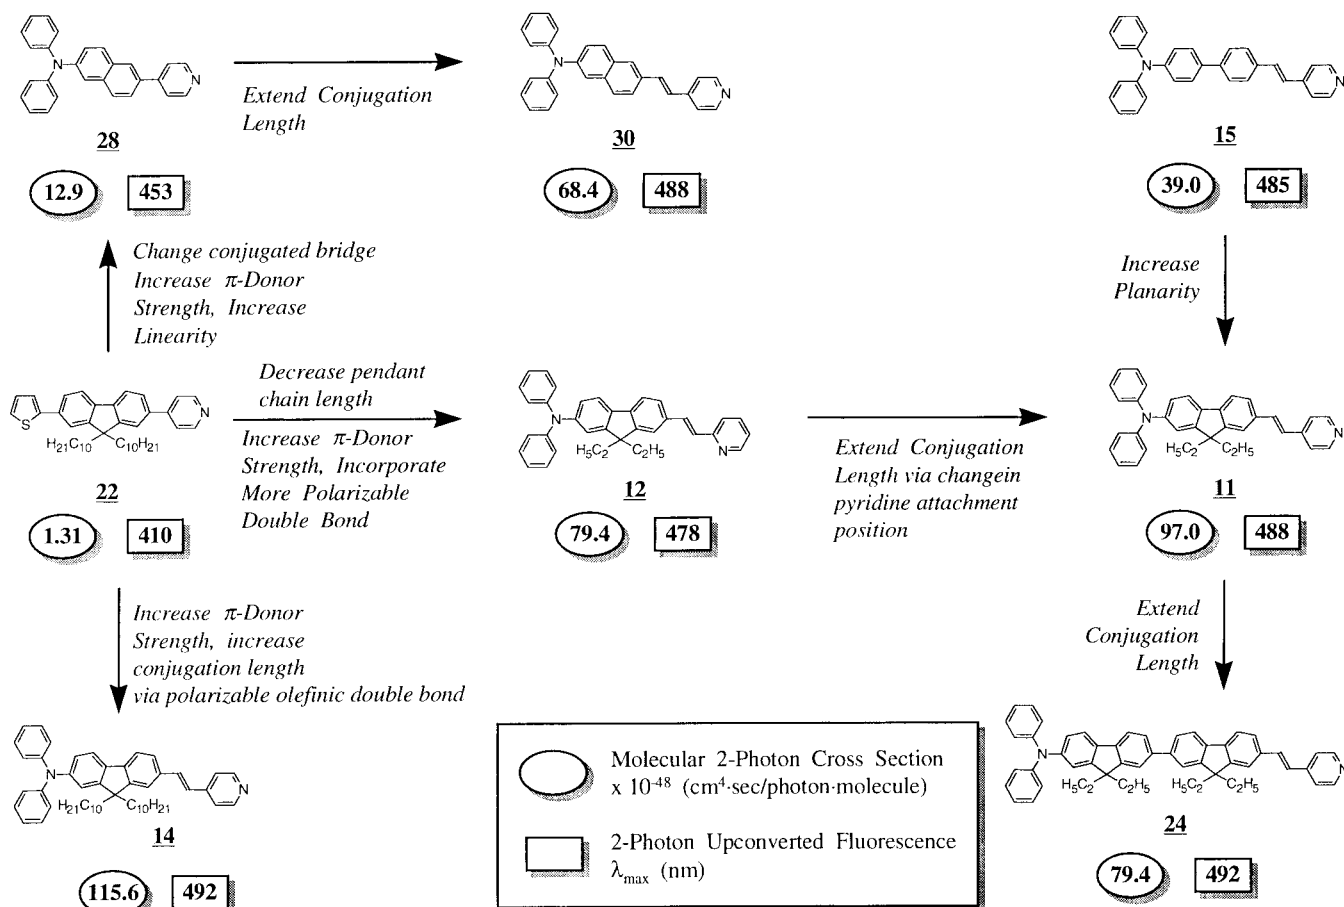 N
N
28
12.9 453
Extend Conjugation
Length
N
N
30
68.4 488
N
N
15
39.0 485
Change conjugated bridge
Increase π-Donor
Strength, Increase
Linearity
Increase
Planarity
S
N
H21C10 C10H21
22
1.31 410
Decrease pendant
chain length
Increase π-Donor
Strength, Incorporate
More Polarizable
Double Bond
N
N
H5C2 C2H5
12
79.4 478
Extend Conjugation
Length via changein
pyridine attachment
position
N
N
H5C2 C2H5
11
97.0 488
Increase π-Donor
Strength, increase
conjugation length
via polarizable olefinic double bond
Extend
Conjugation
Length
N
N
H21C10 C10H21
14
115.6 492
Molecular 2-Photon Cross Section
x 10-48 (cm4·sec/photon·molecule)
2-Photon Upconverted Fluorescence
λmax (nm)
N
N
H5C2 C2H5 H5C2 C2H5
24
79.4 492